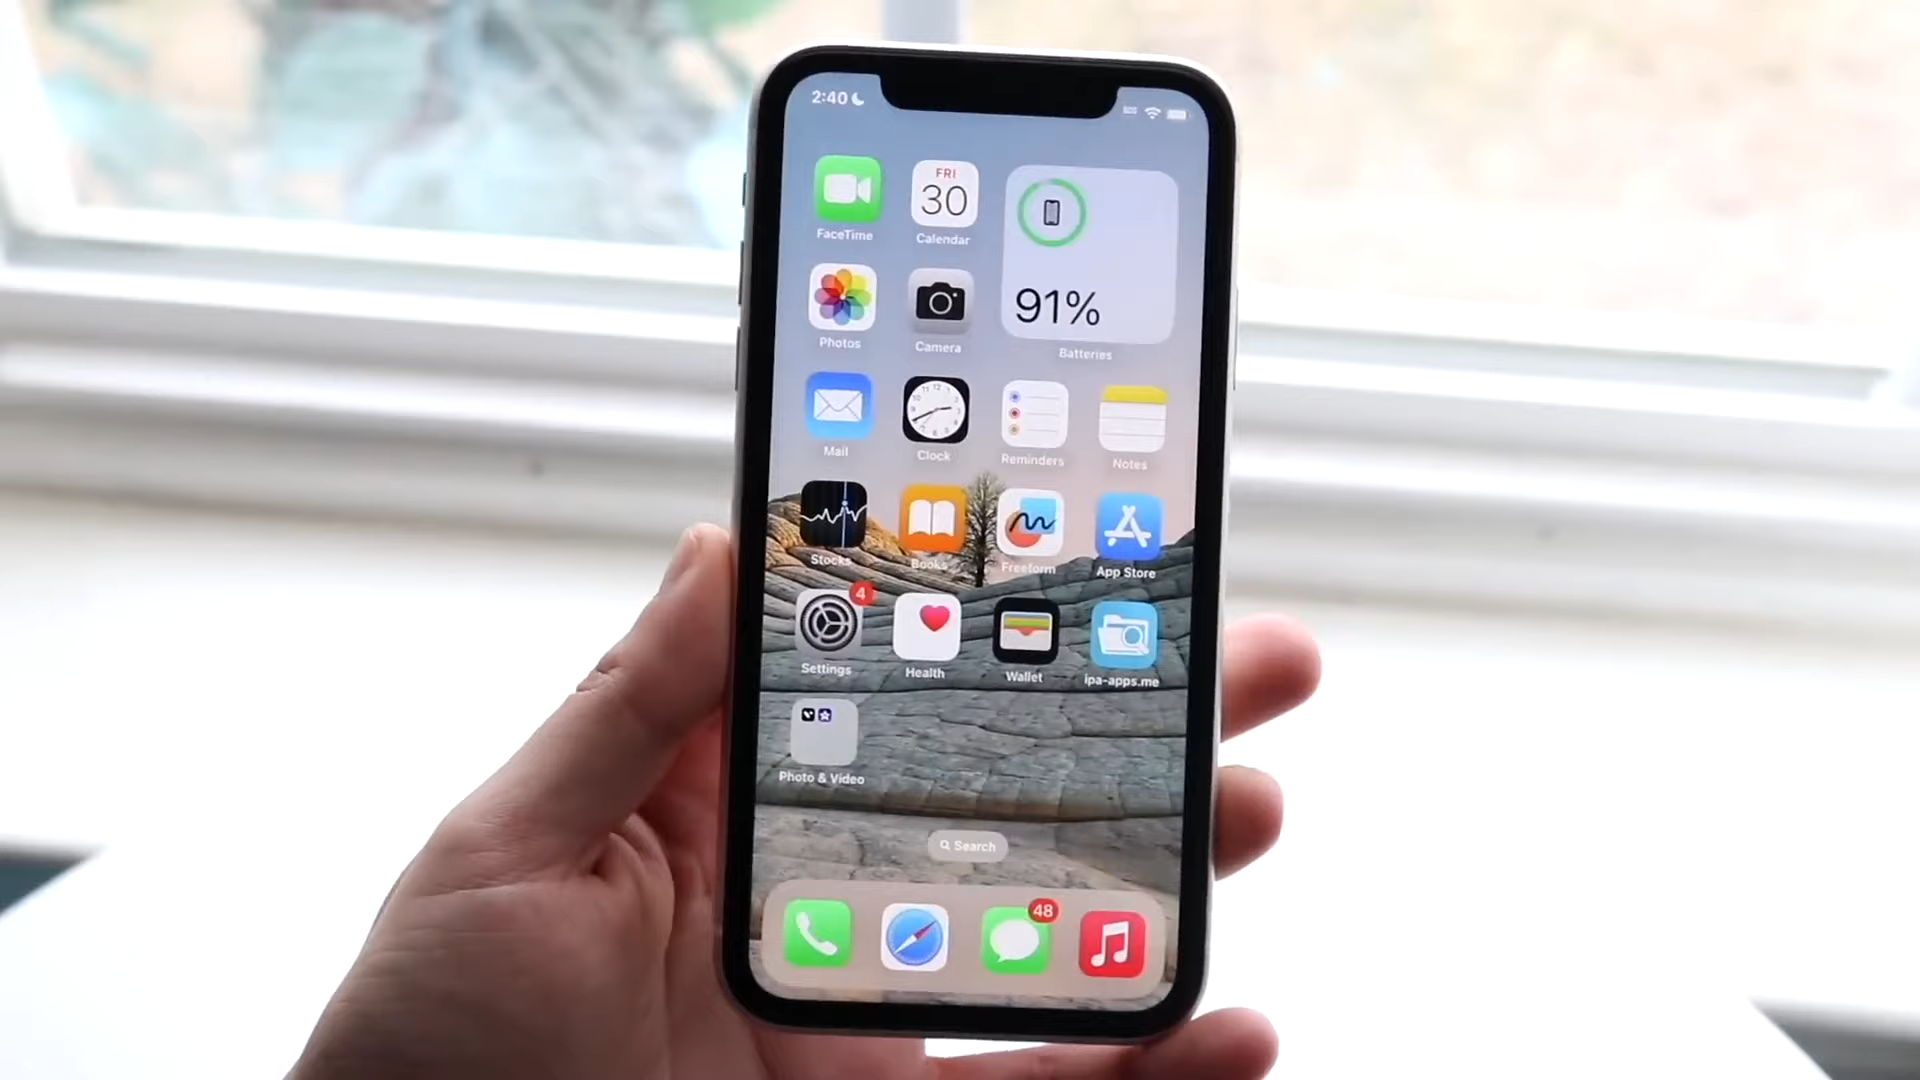 2:40
FaceTime
FRI
30
Calendar
91%
Batteries
Photos
Camera
Mail
Clock
Reminders
Notes
Stocks
Books
Freeform
App Store
4
Settings
Health
Wallet
ipa-apps.me
Photo & Video
Search
48